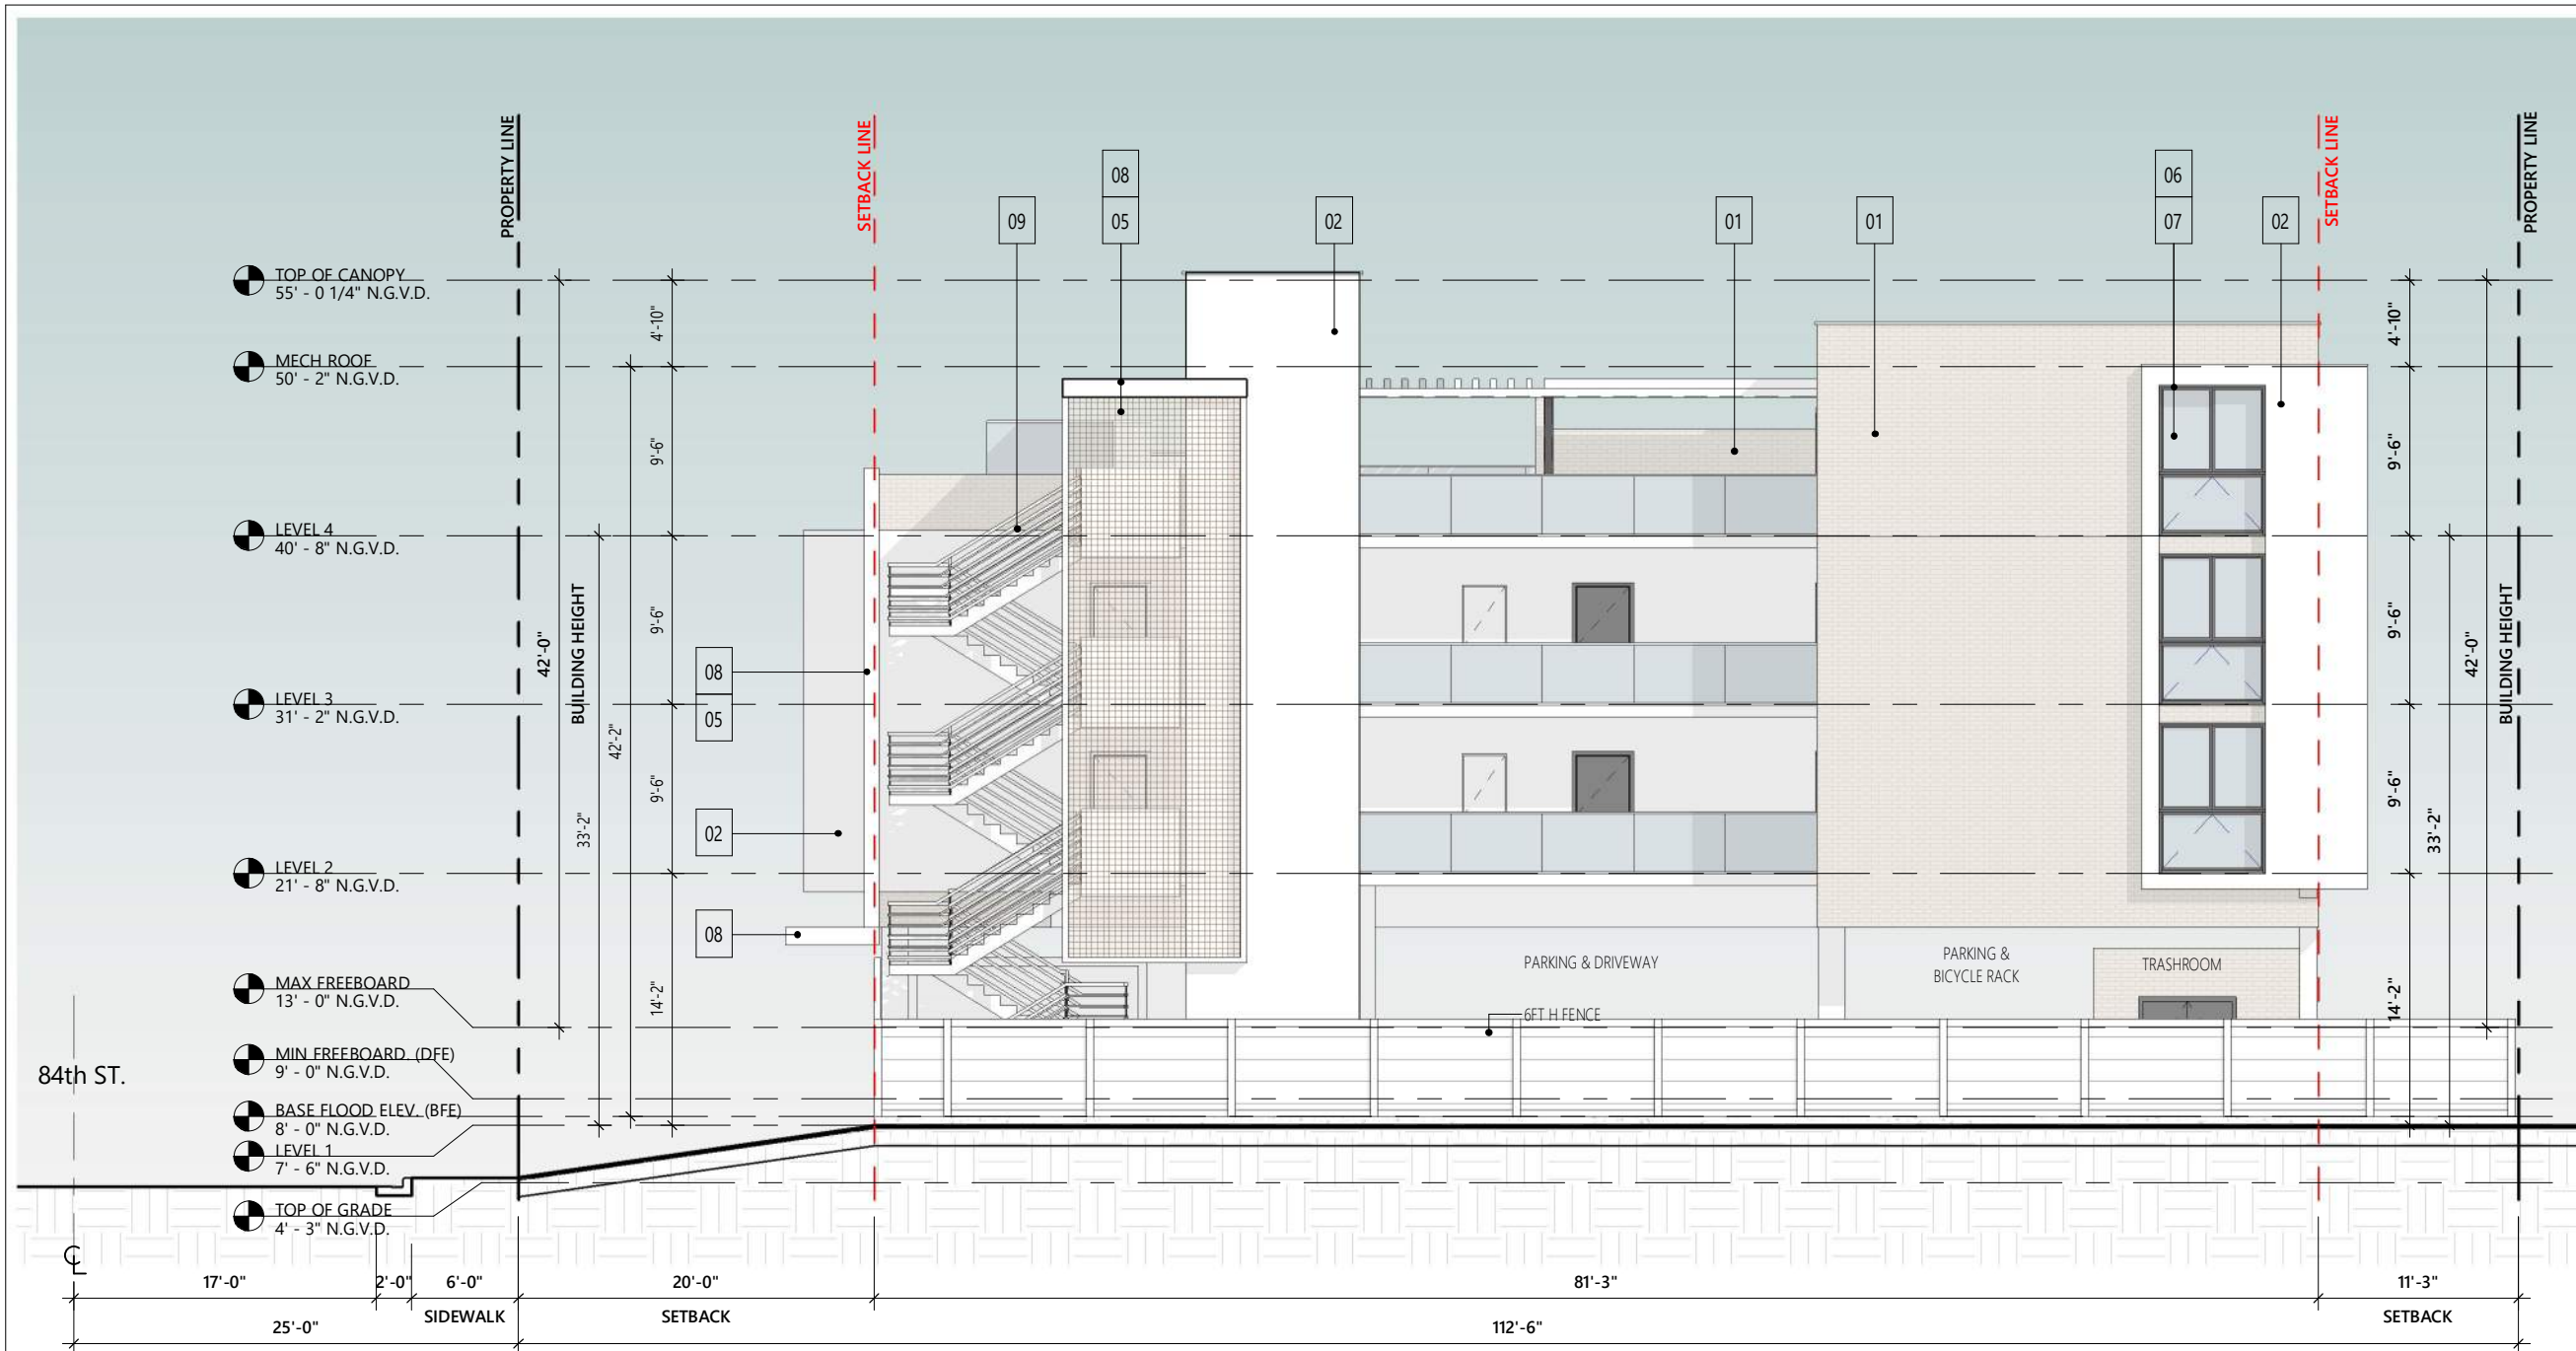 PROPERTY LINE
SETBACK LINE
SETBACK LINE
PROPERTY LINE
08
05
09
02
01
01
06
07
02
TOP OF CANOPY
55' - 0 1/4" N.G.V.D.
MECH ROOF
50' - 2" N.G.V.D.
LEVEL 4
40' - 8" N.G.V.D.
LEVEL 3
31' - 2" N.G.V.D.
LEVEL 2
21' - 8" N.G.V.D.
MAX FREEBOARD
13' - 0" N.G.V.D.
MIN FREEBOARD. (DFE)
9' - 0" N.G.V.D.
BASE FLOOD ELEV. (BFE)
8' - 0" N.G.V.D.
LEVEL 1
7' - 6" N.G.V.D.
TOP OF GRADE
4' - 3" N.G.V.D.
84th ST.
42'-0"
BUILDING HEIGHT
33'-2"
42'-2"
4'-10"
9'-6"
9'-6"
9'-6"
14'-2"
08
05
02
08
PARKING & DRIVEWAY
PARKING &
BICYCLE RACK
TRASHROOM
6FT H FENCE
4'-10"
9'-6"
9'-6"
9'-6"
14'-2"
33'-2"
42'-0"
BUILDING HEIGHT
CL
17'-0"
2'-0"
6'-0"
20'-0"
81'-3"
11'-3"
SIDEWALK
SETBACK
SETBACK
25'-0"
112'-6"